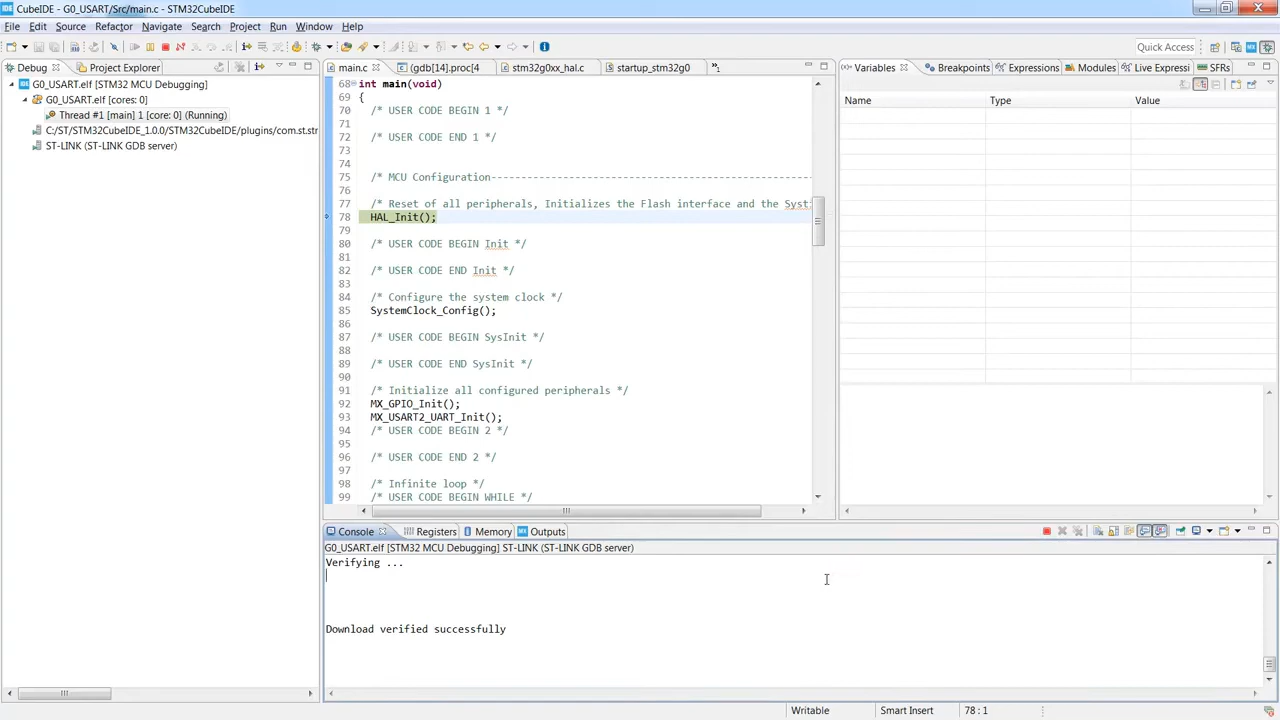 CubeIDE - G0_USART/Src/main.c - STM32CubeIDE
File Edit Source Refactor Navigate Search Project Run Window Help
Quick Access
Debug Project Explorer
G0_USART.elf [STM32 MCU Debugging]
G0_USART.elf [cores: 0]
Thread #1 [main] 1 [core: 0] (Running)
C:/ST/STM32CubeIDE_1.0.0/STM32CubeIDE/plugins/com.st.str
ST-LINK (ST-LINK GDB server)
main.c (gdb[14].proc[4 stm32g0xx_hal.c startup_stm32g0
68 int main(void)
69 {
70 /* USER CODE BEGIN 1 */
71
72 /* USER CODE END 1 */
73
74
75 /* MCU Configuration-----------------------------------------------------
76
77 /* Reset of all peripherals, Initializes the Flash interface and the Syst
78 HAL_Init();
79
80 /* USER CODE BEGIN Init */
81
82 /* USER CODE END Init */
83
84 /* Configure the system clock */
85 SystemClock_Config();
86
87 /* USER CODE BEGIN SysInit */
88
89 /* USER CODE END SysInit */
90
91 /* Initialize all configured peripherals */
92 MX_GPIO_Init();
93 MX_USART2_UART_Init();
94 /* USER CODE BEGIN 2 */
95
96 /* USER CODE END 2 */
97
98 /* Infinite loop */
99 /* USER CODE BEGIN WHILE */
Variables Breakpoints Expressions Modules Live Expressi SFRs
Name Type Value
Console Registers Memory Outputs
G0_USART.elf [STM32 MCU Debugging] ST-LINK (ST-LINK GDB server)
Verifying ...
Download verified successfully
Writable Smart Insert 78 : 1